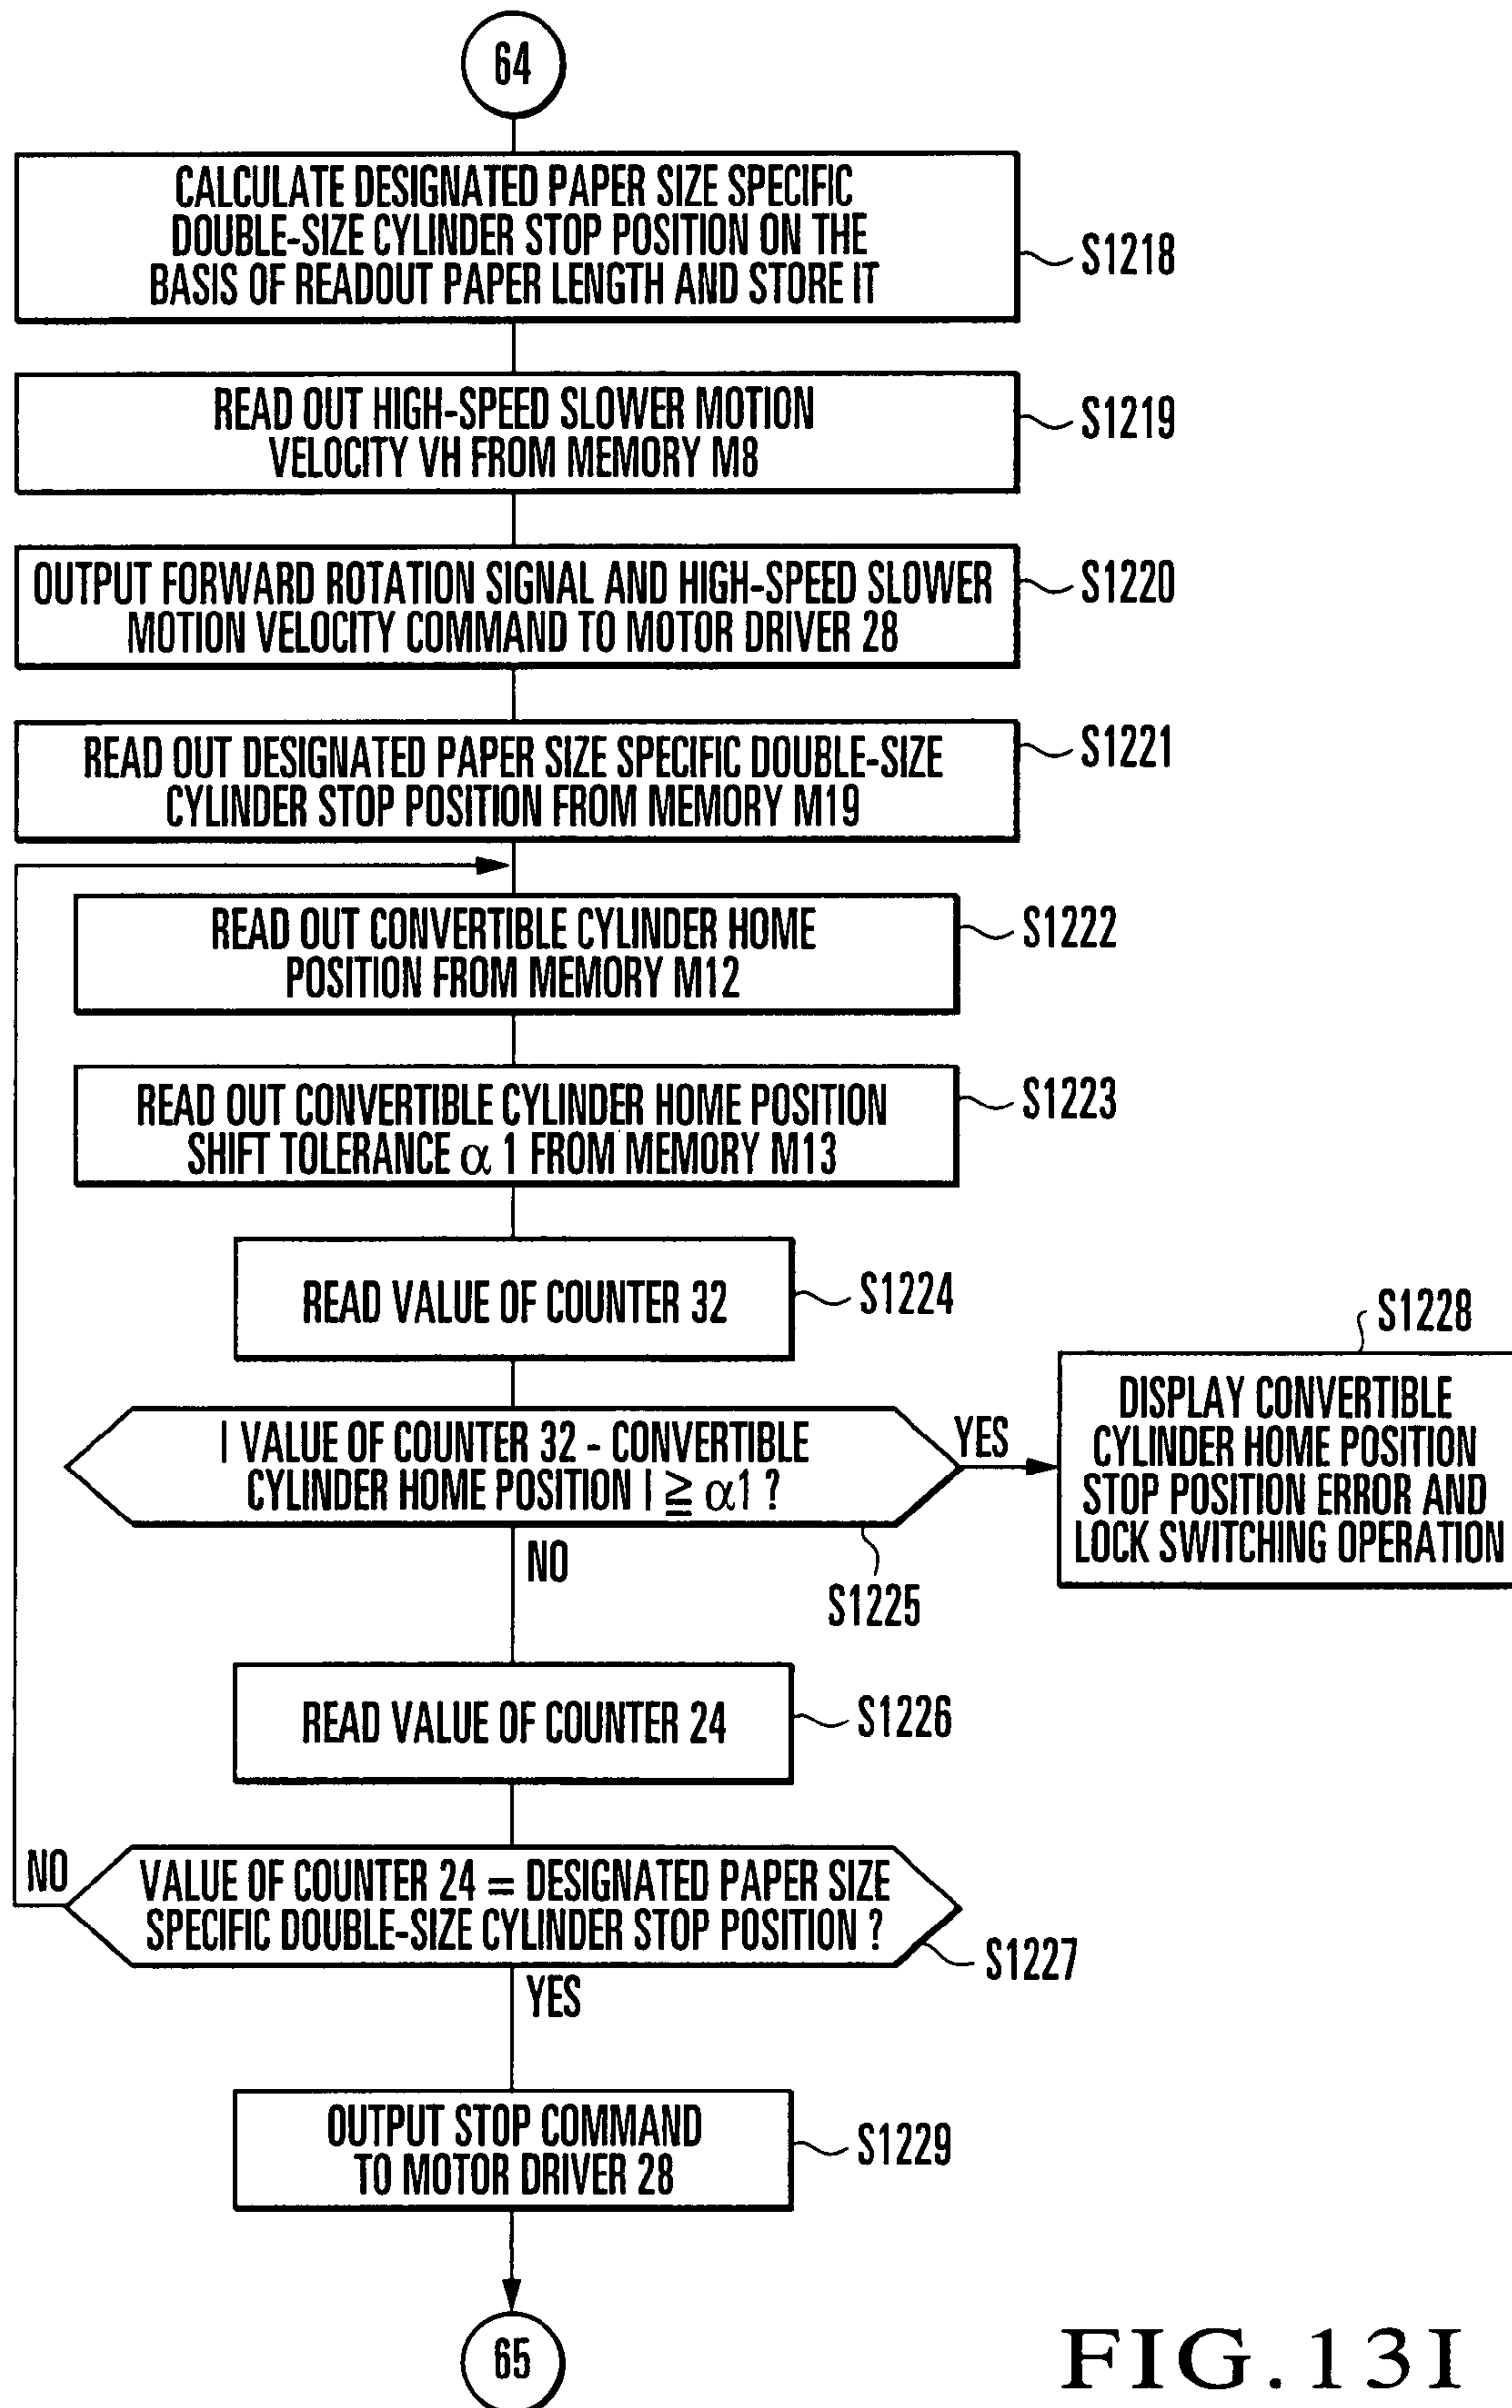 64
CALCULATE DESIGNATED PAPER SIZE SPECIFIC
DOUBLE-SIZE CYLINDER STOP POSITION ON THE
BASIS OF READOUT PAPER LENGTH AND STORE IT
S1218
READ OUT HIGH-SPEED SLOWER MOTION
VELOCITY VH FROM MEMORY M8
S1219
OUTPUT FORWARD ROTATION SIGNAL AND HIGH-SPEED SLOWER
MOTION VELOCITY COMMAND TO MOTOR DRIVER 28
S1220
READ OUT DESIGNATED PAPER SIZE SPECIFIC DOUBLE-SIZE
CYLINDER STOP POSITION FROM MEMORY M19
S1221
READ OUT CONVERTIBLE CYLINDER HOME
POSITION FROM MEMORY M12
S1222
READ OUT CONVERTIBLE CYLINDER HOME POSITION
SHIFT TOLERANCE α 1 FROM MEMORY M13
S1223
READ VALUE OF COUNTER 32
S1224
| VALUE OF COUNTER 32 - CONVERTIBLE
CYLINDER HOME POSITION | ≧ α1 ?
S1225
YES
S1228
DISPLAY CONVERTIBLE
CYLINDER HOME POSITION
STOP POSITION ERROR AND
LOCK SWITCHING OPERATION
NO
READ VALUE OF COUNTER 24
S1226
NO
VALUE OF COUNTER 24 = DESIGNATED PAPER SIZE
SPECIFIC DOUBLE-SIZE CYLINDER STOP POSITION ?
S1227
YES
OUTPUT STOP COMMAND
TO MOTOR DRIVER 28
S1229
65
FIG.13I